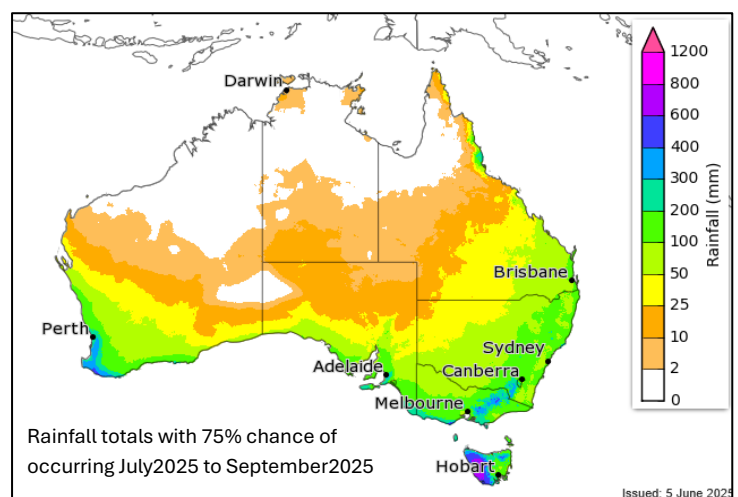 Darwin
Brisbane
Perth
Sydney
Adelaide
Canberra
Melbourne
Hobart
1200
800
600
400
300
200
100
50
25
10
2
0
Rainfall (mm)
Rainfall totals with 75% chance of
occurring July2025 to September2025
Issued: 5 June 2025